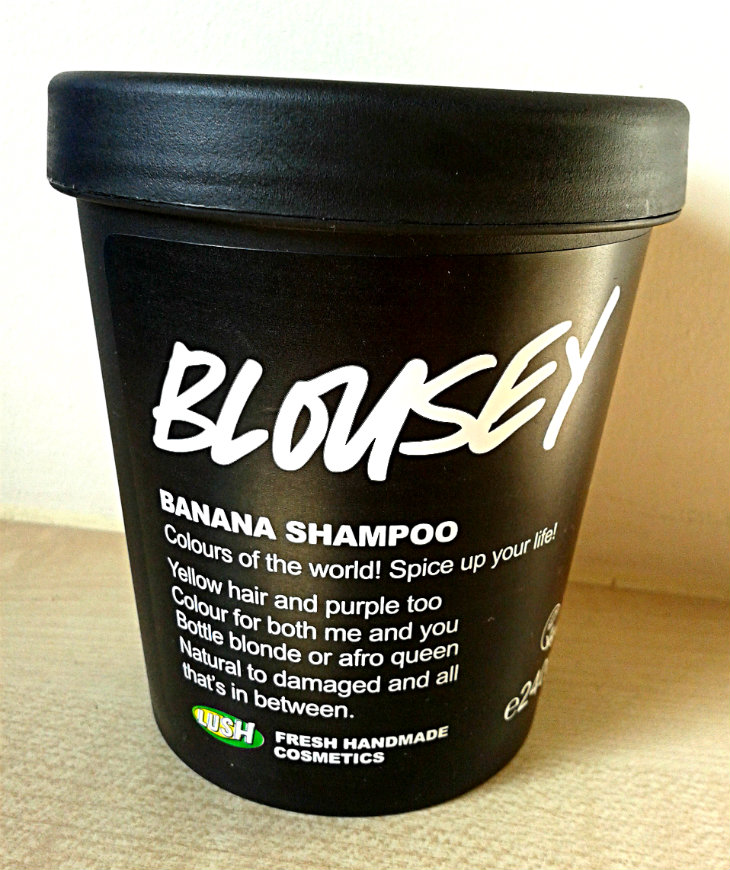 BLOUSEY
BANANA SHAMPOO
Colours of the world! Spice up your life!
Yellow hair and purple too
Colour for both me and you
Bottle blonde or afro queen
Natural to damaged and all
that's in between.
LUSH
FRESH HANDMADE
COSMETICS